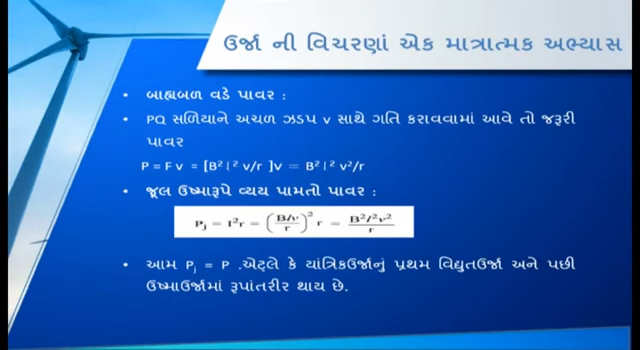 ઉર્જા ની વિચરણાં એક માત્રાત્મક અભ્યાસ
• બાહ્યબળ વડે પાવર :
• PQ સળિયાને અચળ ઝડપ v સાથે ગતિ કરાવવામાં આવે તો જરૂરી
પાવર
P = F v = [B² l² v/r ]v = B² l² v²/r
• જૂલ ઉષ્મારૂપે વ્યય પામતો પાવર :
Pⱼ = I²r = (Blv/r)² r = B²l²v²/r
• આમ Pⱼ = P .એટ્લે કે યાંત્રિકઉર્જાનું પ્રથમ વિદ્યુતઉર્જા અને પછી
ઉષ્માઉર્જામાં રૂપાંતરીર થાય છે.